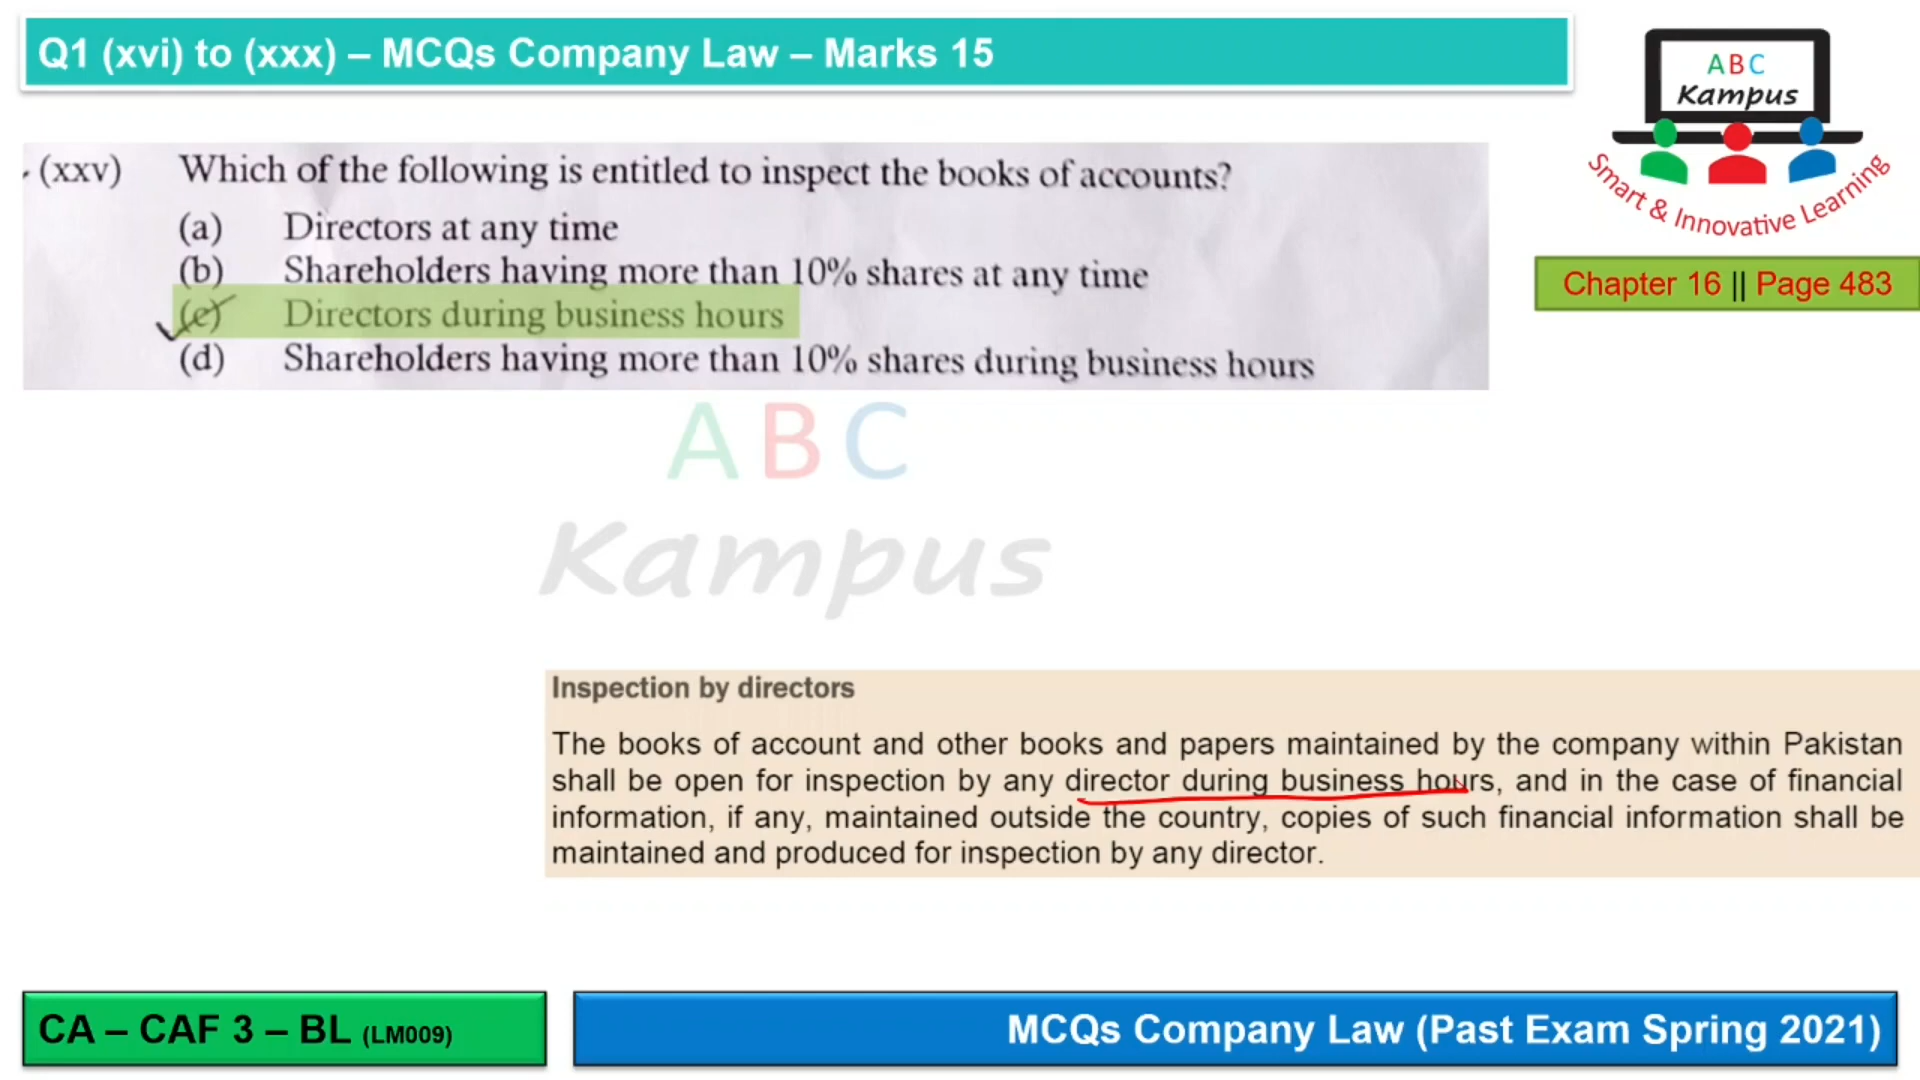 Q1 (xvi) to (xxx) – MCQs Company Law – Marks 15
ABC
Kampus
Smart & Innovative Learning
(xxv) Which of the following is entitled to inspect the books of accounts?
(a) Directors at any time
(b) Shareholders having more than 10% shares at any time
(c) Directors during business hours
(d) Shareholders having more than 10% shares during business hours
Chapter 16 || Page 483
ABC
Kampus
Inspection by directors
The books of account and other books and papers maintained by the company within Pakistan
shall be open for inspection by any director during business hours, and in the case of financial
information, if any, maintained outside the country, copies of such financial information shall be
maintained and produced for inspection by any director.
CA – CAF 3 – BL (LM009)
MCQs Company Law (Past Exam Spring 2021)